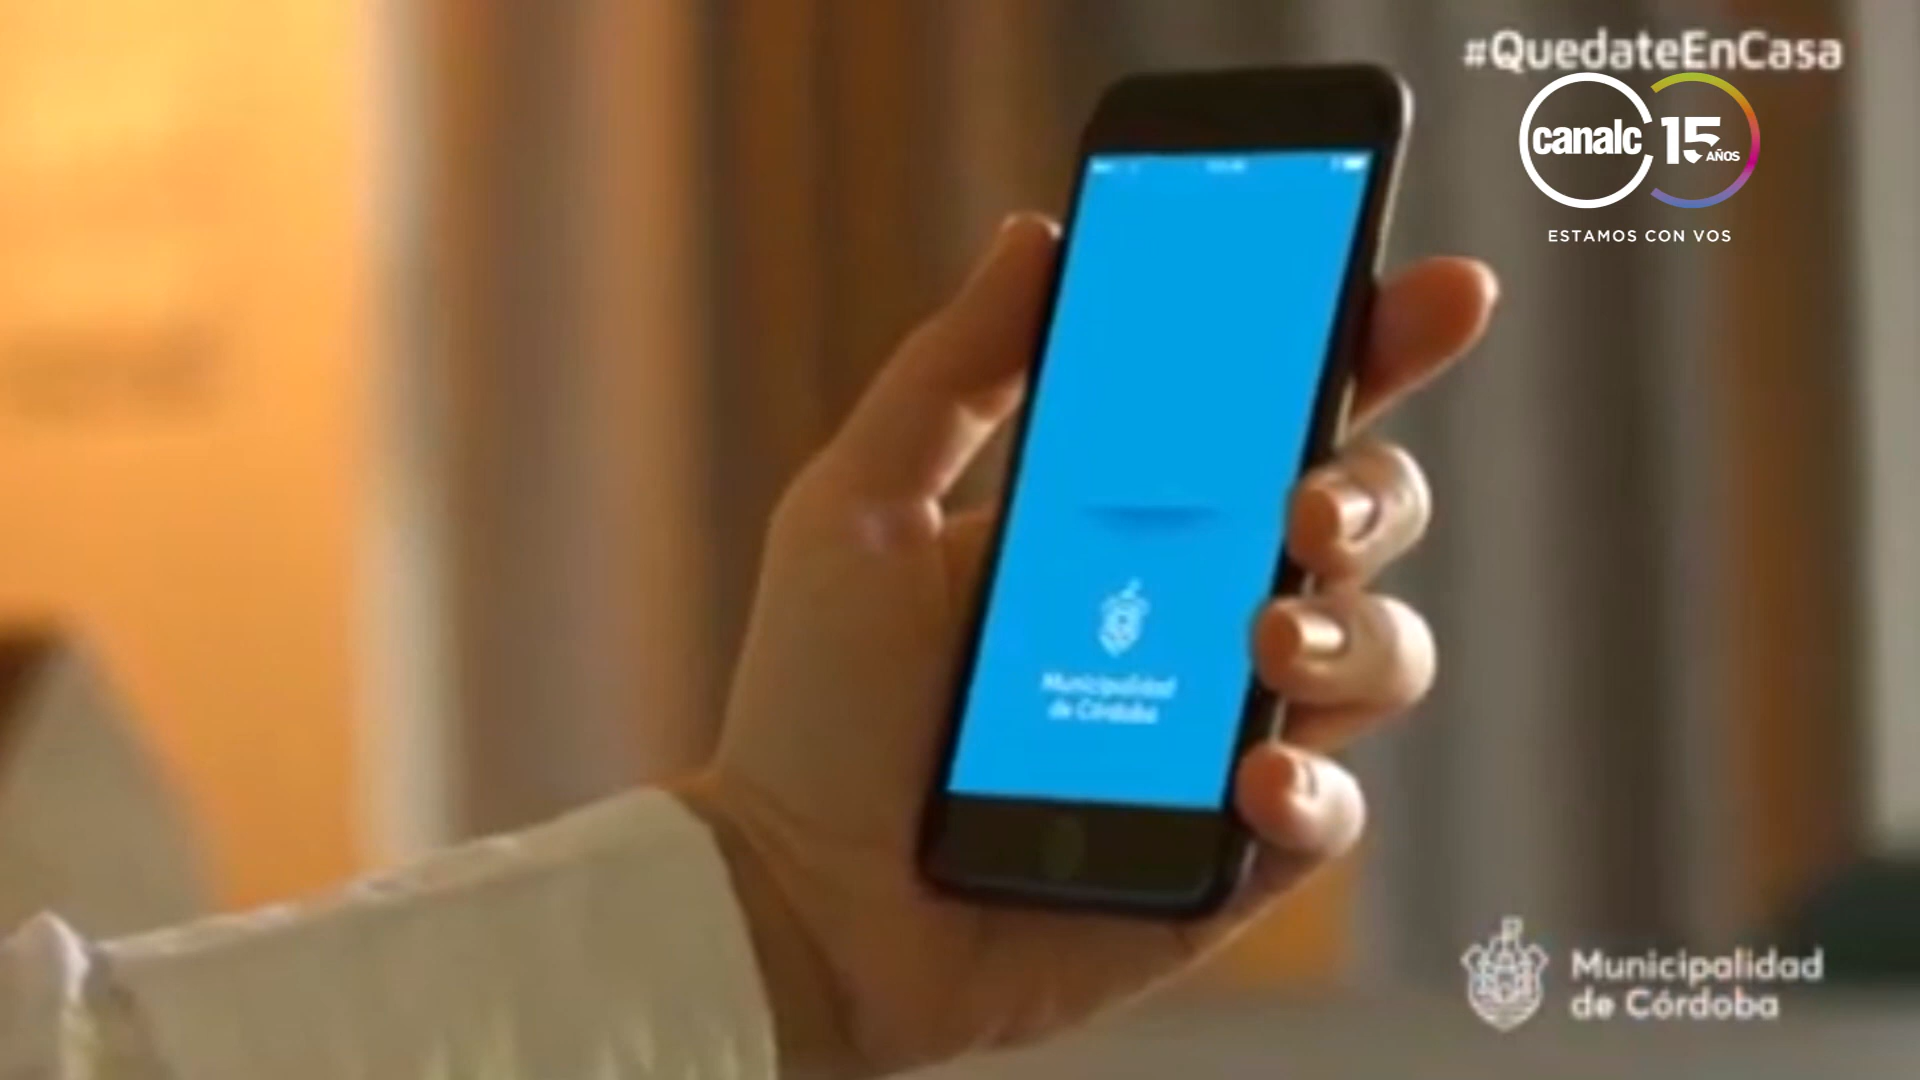 #QuedateEnCasa
canalc 15
AÑOS
ESTAMOS CON VOS
Municipalidad
de Córdoba
Municipalidad
de Córdoba